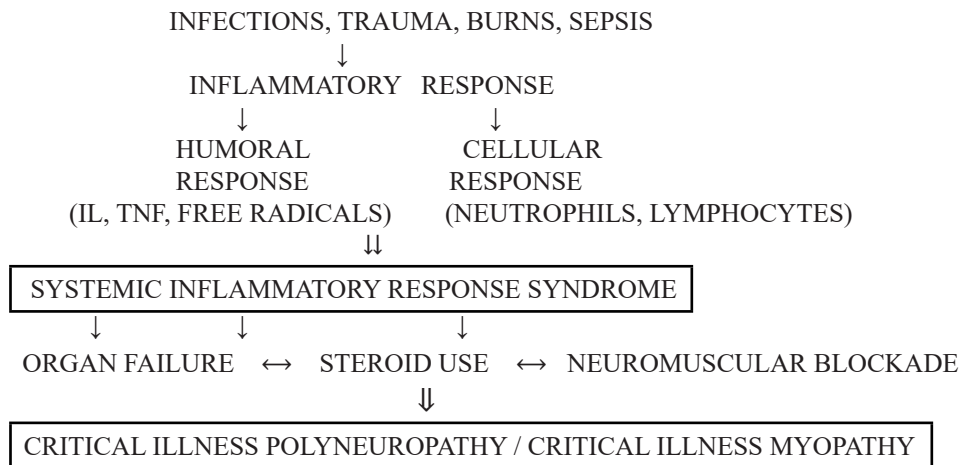 INFECTIONS, TRAUMA, BURNS, SEPSIS
↓
INFLAMMATORY RESPONSE
↓ ↓
HUMORAL CELLULAR
RESPONSE RESPONSE
(IL, TNF, FREE RADICALS) (NEUTROPHILS, LYMPHOCYTES)
⇊
SYSTEMIC INFLAMMATORY RESPONSE SYNDROME
↓ ↓ ↓
ORGAN FAILURE ↔ STEROID USE ↔ NEUROMUSCULAR BLOCKADE
⇓
CRITICAL ILLNESS POLYNEUROPATHY / CRITICAL ILLNESS MYOPATHY